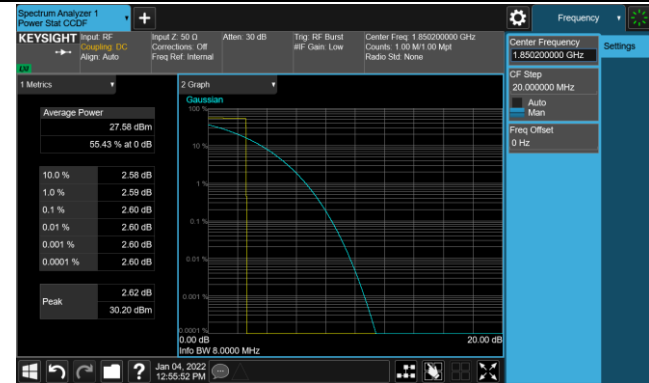 Spectrum Analyzer 1
Power Stat CCDF
Frequency
KEYSIGHT
Input: RF
Coupling: DC
Align: Auto
Input Z: 50 Ω
Corrections: Off
Freq Ref: Internal
Atten: 30 dB
Trig: RF Burst
#IF Gain: Low
Center Freq: 1.850200000 GHz
Counts: 1.00 M/1.00 Mpt
Radio Std: None
Center Frequency
1.850200000 GHz
Settings
CF Step
20.000000 MHz
Auto
Man
Freq Offset
0 Hz
1 Metrics
2 Graph
Gaussian
Average Power
27.58 dBm
55.43 % at 0 dB
10.0 % 2.58 dB
1.0 % 2.59 dB
0.1 % 2.60 dB
0.01 % 2.60 dB
0.001 % 2.60 dB
0.0001 % 2.60 dB
Peak
2.62 dB
30.20 dBm
100 %
10 %
1 %
0.1 %
0.01 %
0.001 %
0.0001 %
0.00 dB
20.00 dB
Info BW 8.0000 MHz
Jan 04, 2022
12:55:52 PM